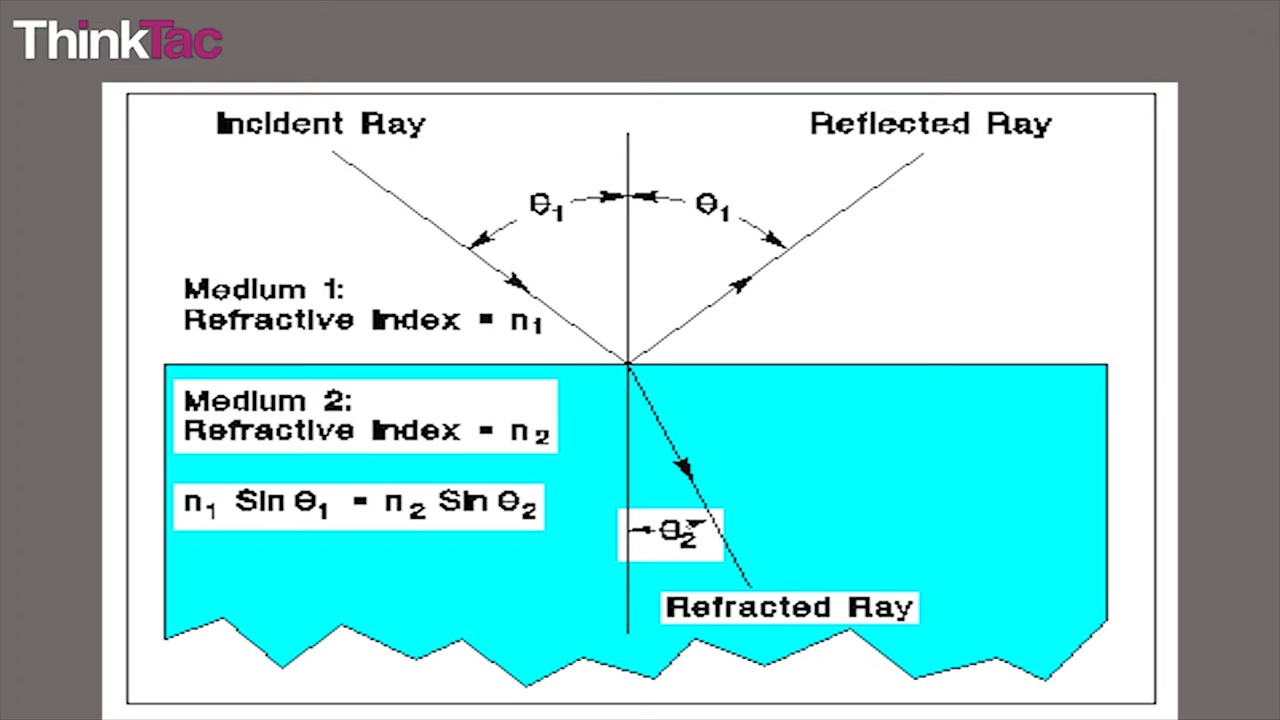 ThinkTac
Incident Ray
Reflected Ray
θ1
θ1
Medium 1:
Refractive Index = n1
Medium 2:
Refractive Index = n2
n1 Sin θ1 = n2 Sin θ2
θ2
Refracted Ray